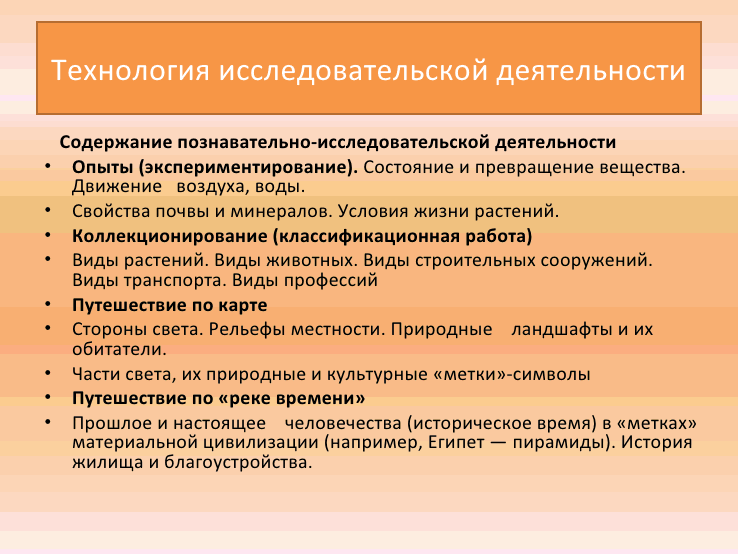 Технология исследовательской деятельности
Содержание познавательно-исследовательской деятельности
• Опыты (экспериментирование). Состояние и превращение вещества.
Движение воздуха, воды.
• Свойства почвы и минералов. Условия жизни растений.
• Коллекционирование (классификационная работа)
• Виды растений. Виды животных. Виды строительных сооружений.
Виды транспорта. Виды профессий
• Путешествие по карте
• Стороны света. Рельефы местности. Природные ландшафты и их
обитатели.
• Части света, их природные и культурные «метки»-символы
• Путешествие по «реке времени»
• Прошлое и настоящее человечества (историческое время) в «метках»
материальной цивилизации (например, Египет — пирамиды). История
жилища и благоустройства.